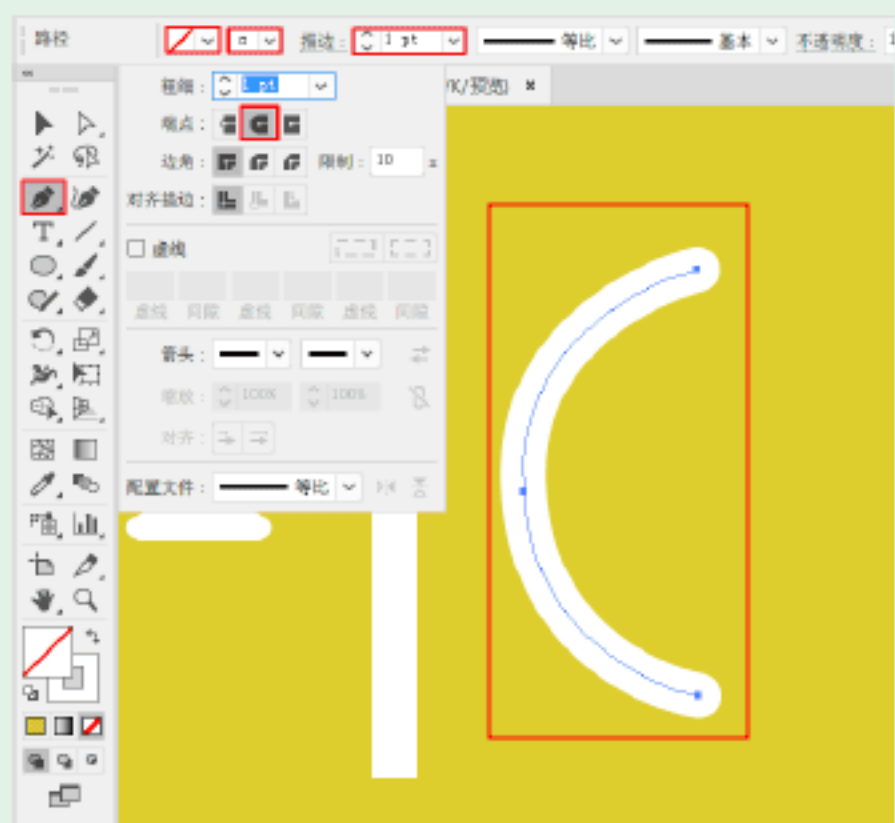 路径 描边： 1 pt 等比 基本 不透明度： 1
粗细： 1 pt K/预览)
端点：
边角： 限制： 10 x
对齐描边：
虚线
虚线 间隙 虚线 间隙 虚线 间隙
箭头：
缩放： 100% 100%
对齐：
配置文件： 等比